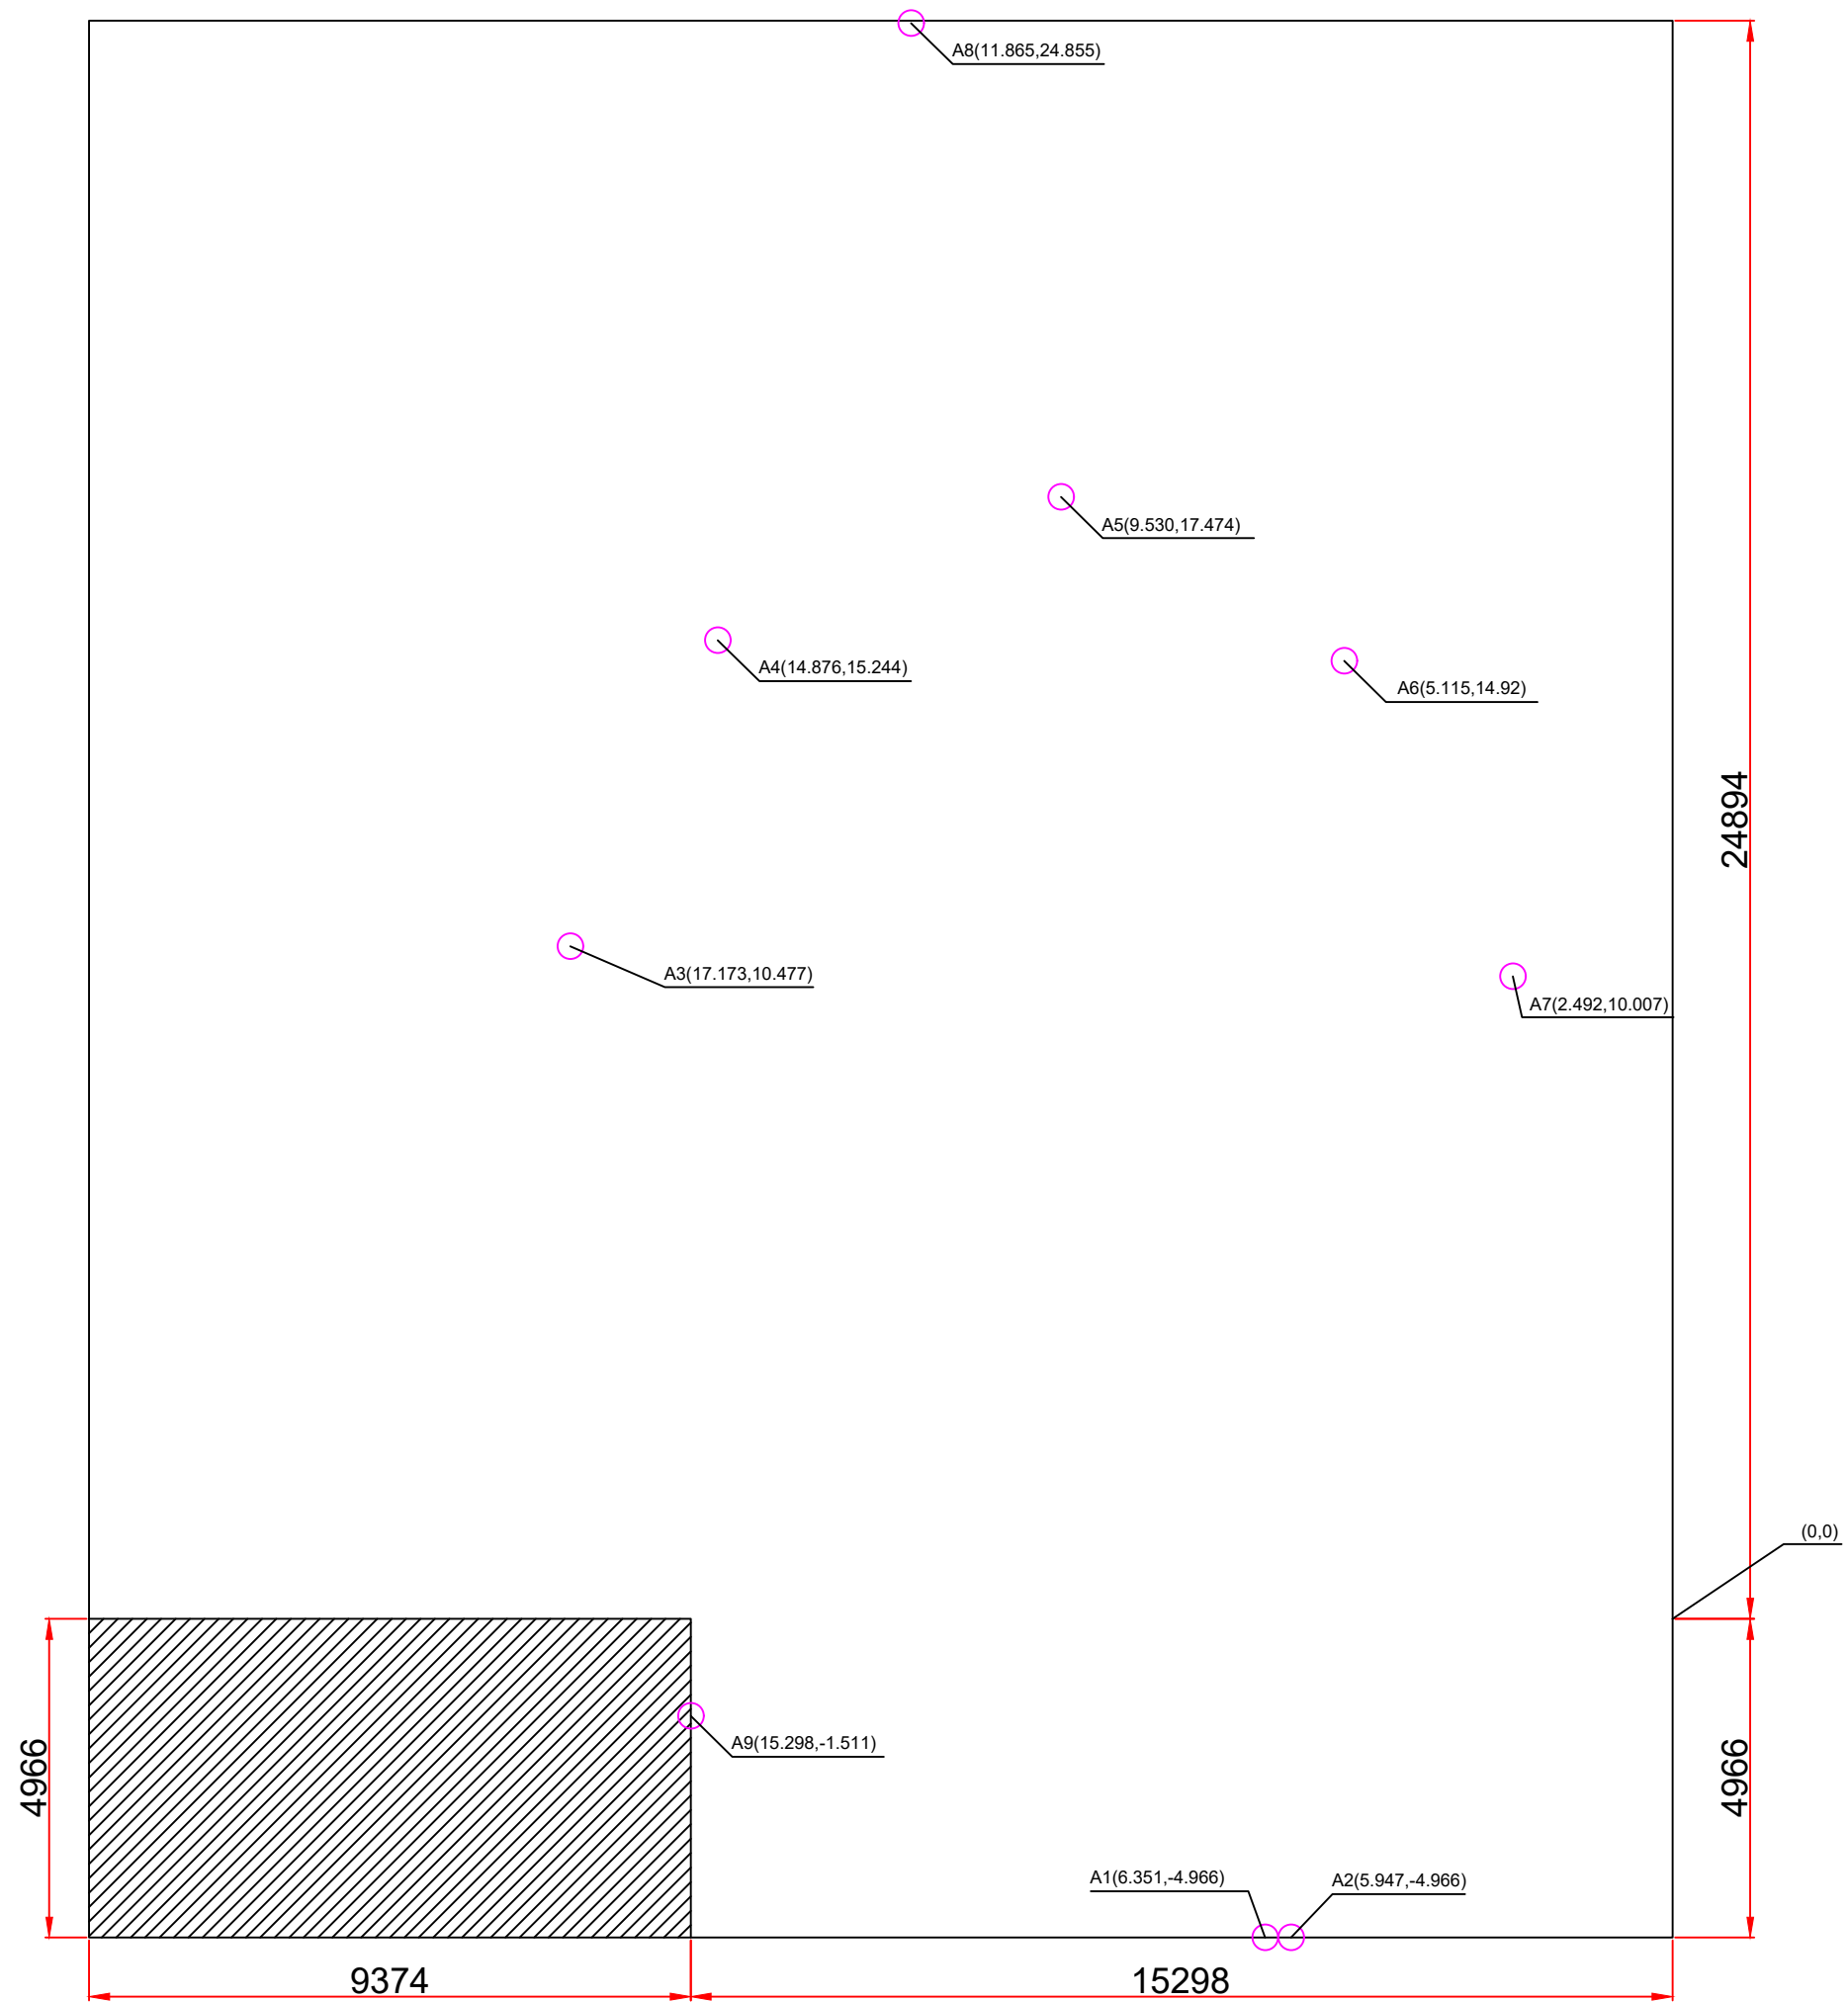 A8(11.865,24.855)
A5(9.530,17.474)
A4(14.876,15.244)
A6(5.115,14.92)
24894
A3(17.173,10.477)
A7(2.492,10.007)
(0,0)
A9(15.298,-1.511)
4966
4966
A1(6.351,-4.966)
A2(5.947,-4.966)
9374
15298